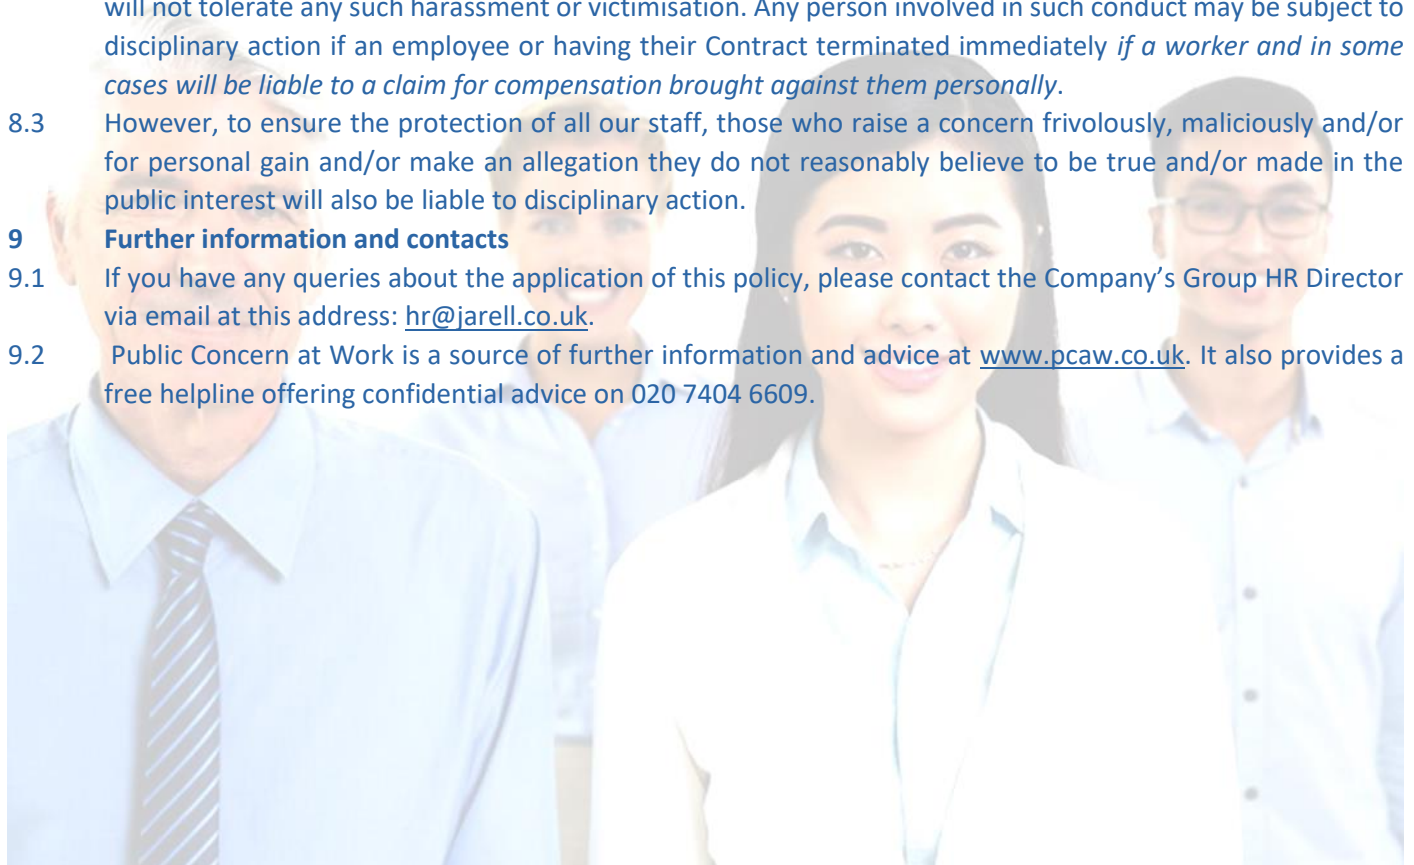 will not tolerate any such harassment or victimisation. Any person involved in such conduct may be subject to
disciplinary action if an employee or having their Contract terminated immediately if a worker and in some
cases will be liable to a claim for compensation brought against them personally.
8.3 However, to ensure the protection of all our staff, those who raise a concern frivolously, maliciously and/or
for personal gain and/or make an allegation they do not reasonably believe to be true and/or made in the
public interest will also be liable to disciplinary action.
9 Further information and contacts
9.1 If you have any queries about the application of this policy, please contact the Company’s Group HR Director
via email at this address: hr@jarell.co.uk.
9.2 Public Concern at Work is a source of further information and advice at www.pcaw.co.uk. It also provides a
free helpline offering confidential advice on 020 7404 6609.